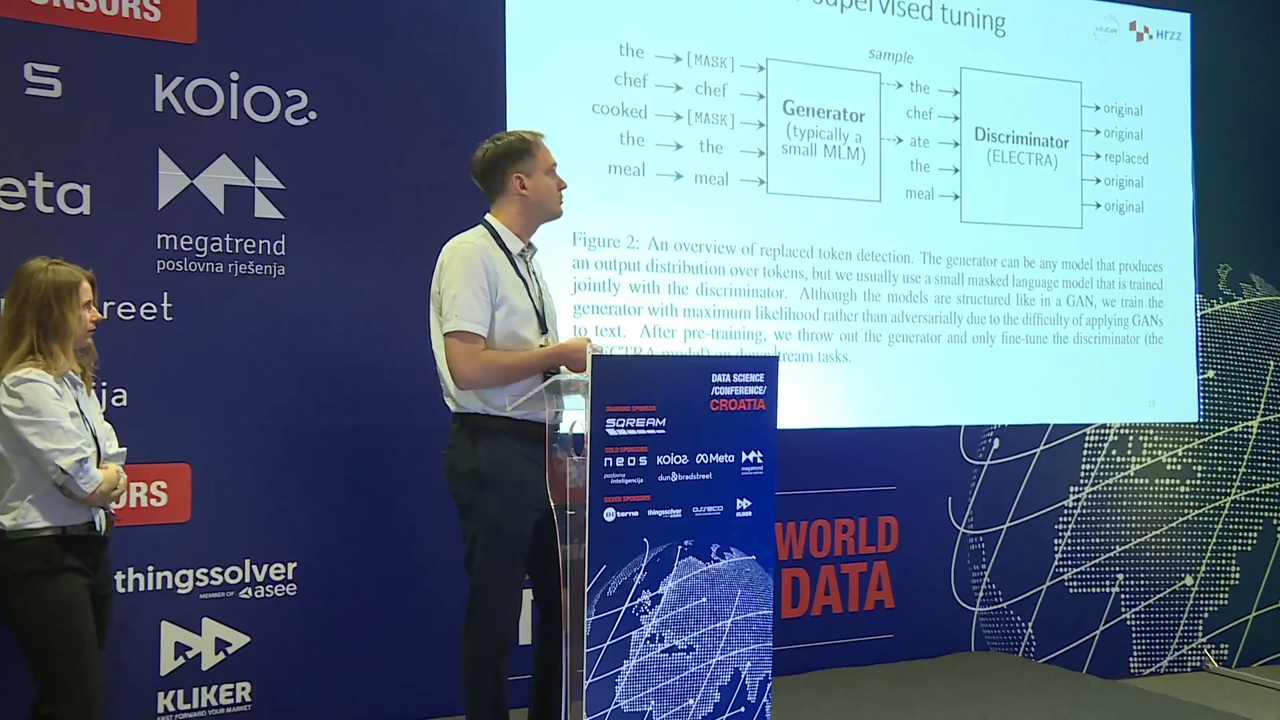 ONSORS
S
KOIOS.
eta
megatrend
poslovna rješenja
reet
ja
ORS
thingssolver
MEMBER OF asee
KLIKER
FAST FORWARD YOUR MARKET
supervised tuning
HRZZ
sample
the [MASK] the original
chef chef chef original
cooked [MASK] ate replaced
the the the original
meal meal meal original
Generator
(typically a
small MLM)
Discriminator
(ELECTRA)
Figure 2: An overview of replaced token detection. The generator can be any model that produces
an output distribution over tokens, but we usually use a small masked language model that is trained
jointly with the discriminator. Although the models are structured like in a GAN, we train the
generator with maximum likelihood rather than adversarially due to the difficulty of applying GANs
to text. After pre-training, we throw out the generator and only fine-tune the discriminator (the
CTRA model) on downstream tasks.
DATA SCIENCE
/CONFERENCE/
CROATIA
DIAMOND SPONSOR
SQREAM
GOLD SPONSORS
neos KOIOS Meta megatrend
poslovna
inteligencija
dun&bradstreet
SILVER SPONSORS
BE-terna thingssolver asseco KLIKER
WORLD
DATA